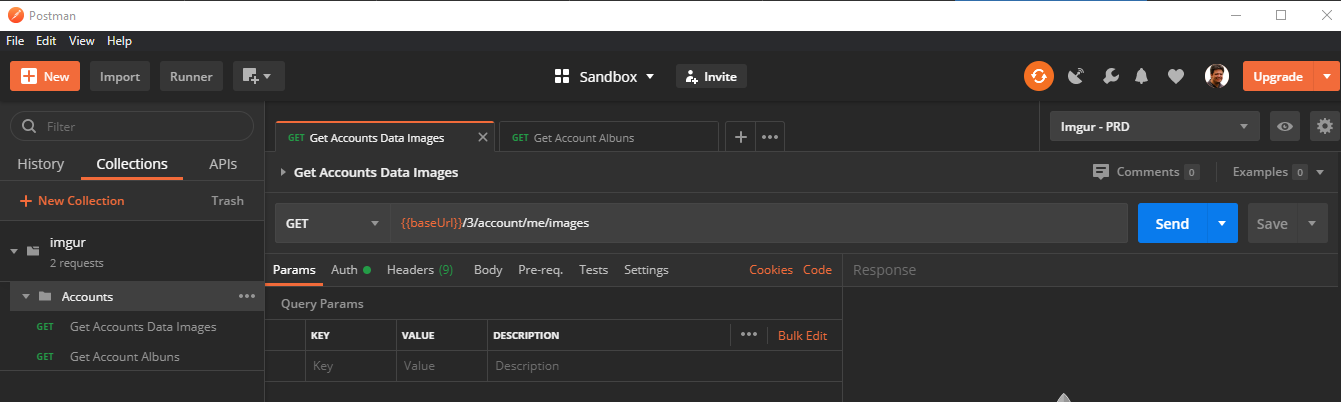 Postman
File Edit View Help
New Import Runner Sandbox Invite Upgrade
Filter
GET Get Accounts Data Images GET Get Account Albuns Imgur - PRD
History Collections APIs
Get Accounts Data Images Comments 0 Examples 0
New Collection Trash
GET {{baseUrl}}/3/account/me/images Send Save
imgur
2 requests
Params Auth Headers (9) Body Pre-req. Tests Settings Cookies Code Response
Accounts
Query Params
GET Get Accounts Data Images
KEY VALUE DESCRIPTION Bulk Edit
GET Get Account Albuns
Key Value Description